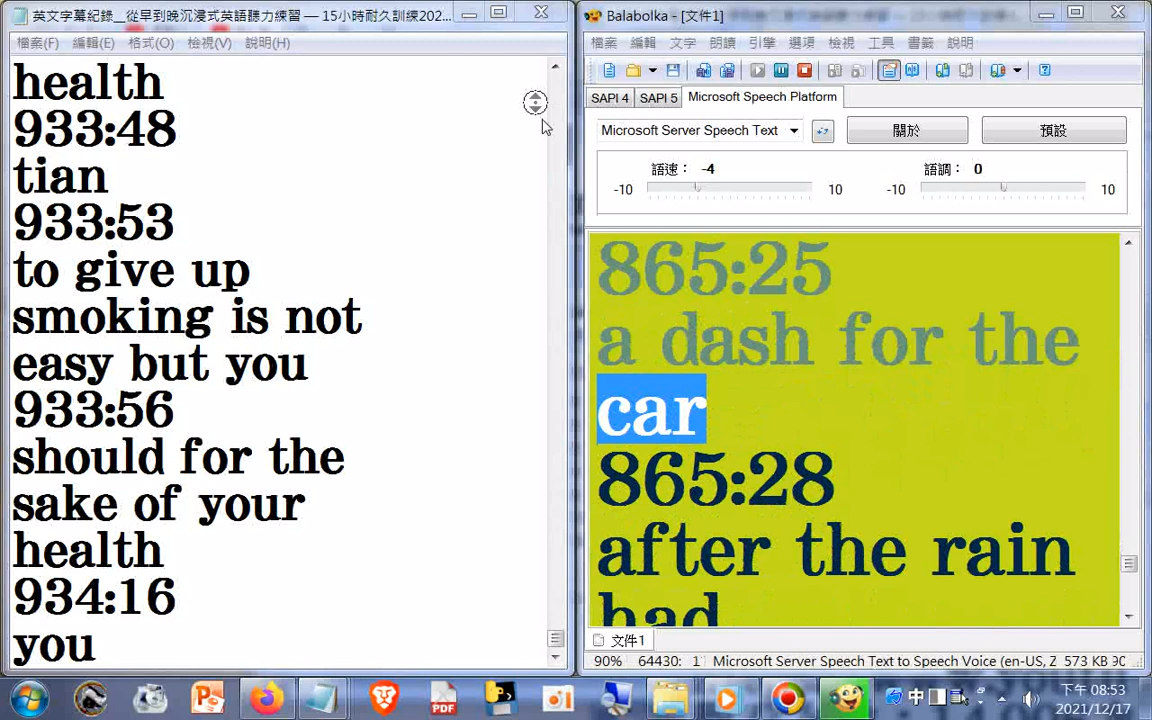 英文字幕紀錄__從早到晚沉浸式英語聽力練習 — 15小時耐久訓練202...
檔案(F) 編輯(E) 格式(O) 檢視(V) 說明(H)
health
933:48
tian
933:53
to give up
smoking is not
easy but you
933:56
should for the
sake of your
health
934:16
you
Balabolka - [文件1]
檔案 編輯 文字 朗讀 引擎 選項 檢視 工具 書籤 說明
SAPI 4 SAPI 5 Microsoft Speech Platform
Microsoft Server Speech Text 關於 預設
語速： -4 語調： 0
-10 10 -10 10
865:25
a dash for the
car
865:28
after the rain
had
文件1
90% 64430: 1 Microsoft Server Speech Text to Speech Voice (en-US, Z 573 KB
中
下午 08:53
2021/12/17